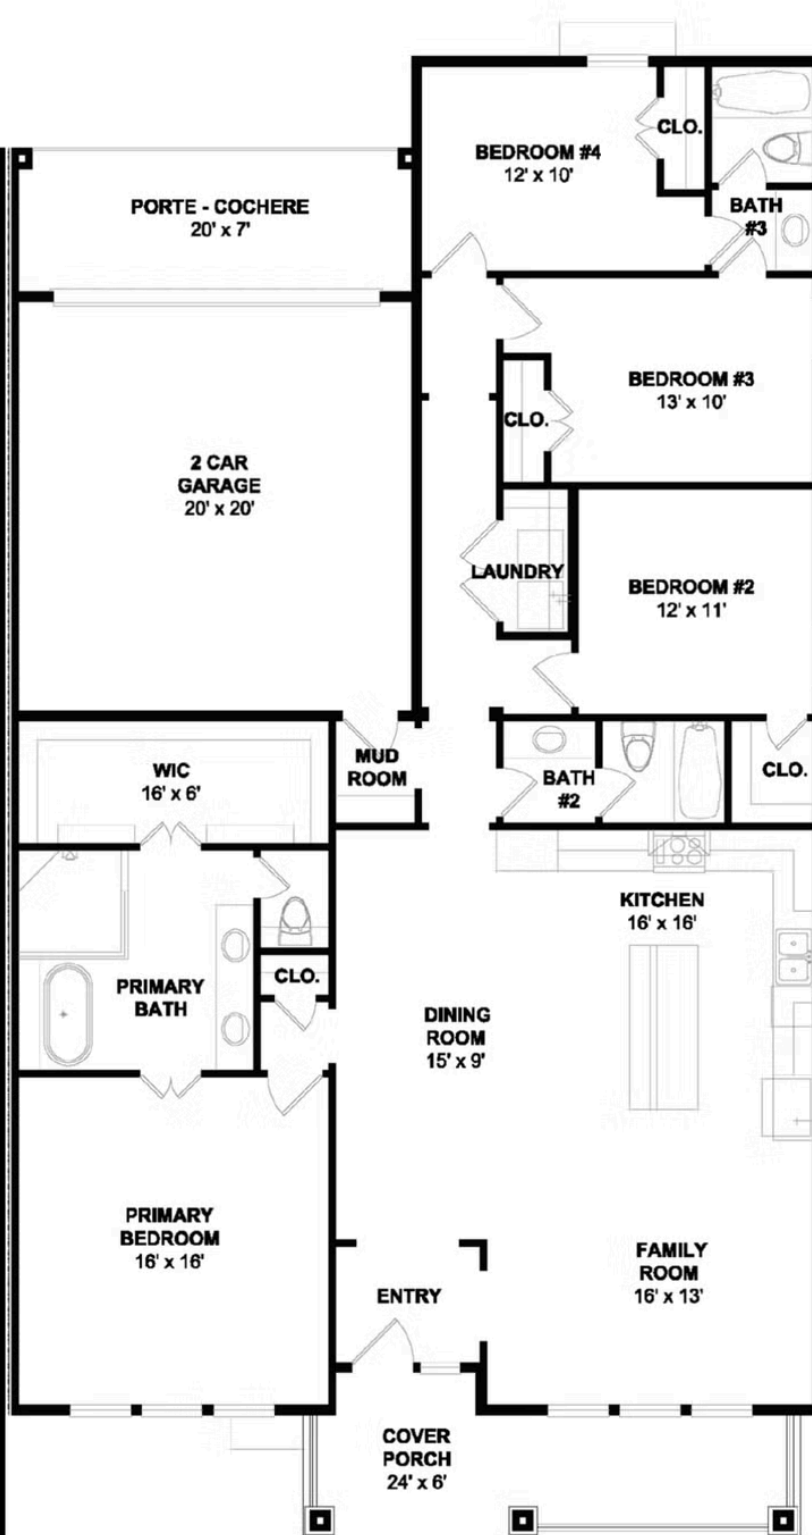 BEDROOM #4
12' x 10'
CLO.
BATH
#3
PORTE - COCHERE
20' x 7'
BEDROOM #3
13' x 10'
CLO.
2 CAR
GARAGE
20' x 20'
LAUNDRY
BEDROOM #2
12' x 11'
WIC
16' x 6'
MUD
ROOM
BATH
#2
CLO.
KITCHEN
16' x 16'
CLO.
PRIMARY
BATH
DINING
ROOM
15' x 9'
PRIMARY
BEDROOM
16' x 16'
ENTRY
FAMILY
ROOM
16' x 13'
COVER
PORCH
24' x 6'